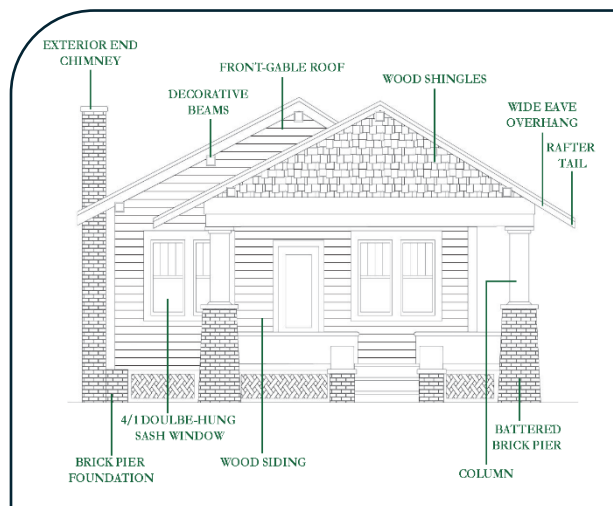 EXTERIOR END
CHIMNEY
FRONT-GABLE ROOF
DECORATIVE
BEAMS
WOOD SHINGLES
WIDE EAVE
OVERHANG
RAFTER
TAIL
4/1 DOULBE-HUNG
SASH WINDOW
BRICK PIER
FOUNDATION
WOOD SIDING
COLUMN
BATTERED
BRICK PIER